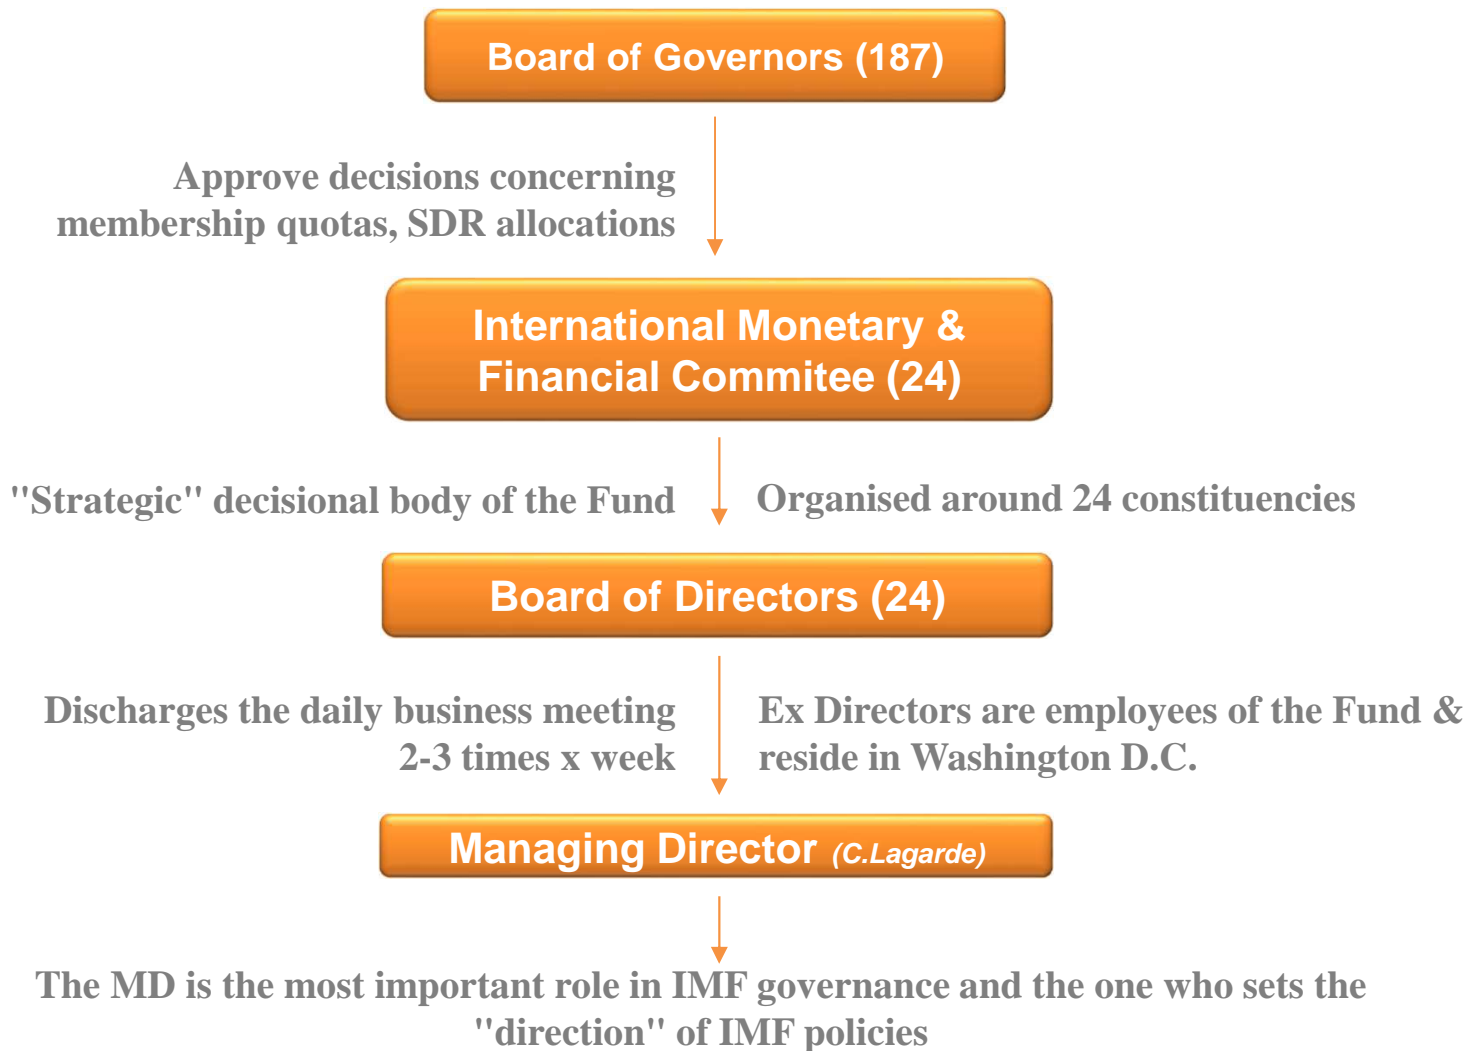 Board of Governors (187)
Approve decisions concerning
membership quotas, SDR allocations
International Monetary &
Financial Commitee (24)
"Strategic" decisional body of the Fund
Organised around 24 constituencies
Board of Directors (24)
Discharges the daily business meeting
2-3 times x week
Ex Directors are employees of the Fund &
reside in Washington D.C.
Managing Director (C.Lagarde)
The MD is the most important role in IMF governance and the one who sets the
"direction" of IMF policies